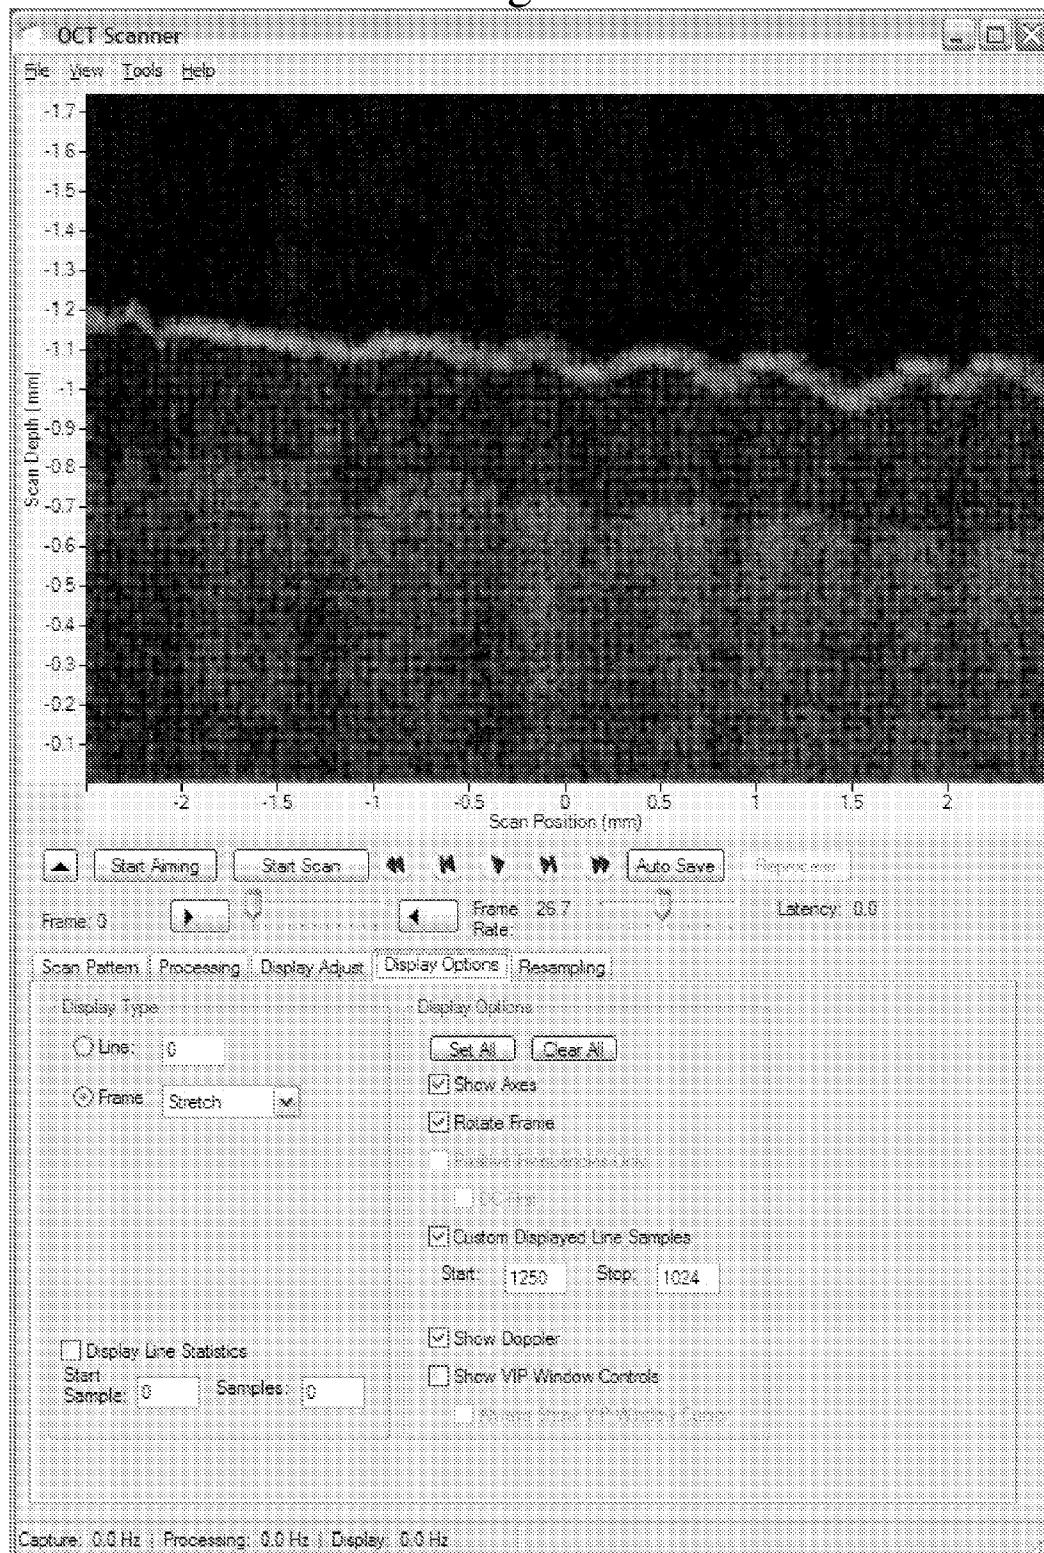 OCT Scanner
File View Tools Help
-1.7
-1.6
-1.5
-1.4
-1.3
-1.2
-1.1
-1
-0.9
-0.8
-0.7
-0.6
-0.5
-0.4
-0.3
-0.2
-0.1
Scan Depth (mm)
-2 -1.5 -1 -0.5 0 0.5 1 1.5 2
Scan Position (mm)
Start Aiming Start Scan Auto Save Reprocess
Frame: 0 Frame Rate: 26.7 Latency: 0.0
Scan Pattern Processing Display Adjust Display Options Resampling
Display Type Display Options
Line: 0 Set All Clear All
Show Axes
Frame Stretch
Rotate Frame
Custom Displayed Line Samples
Start: 1250 Stop: 1024
Show Doppler
Display Line Statistics
Show VIP Window Controls
Start Sample: 0 Samples: 0
Always Show VIP Window Cursor
Capture: 0.0 Hz | Processing: 0.0 Hz | Display: 0.0 Hz